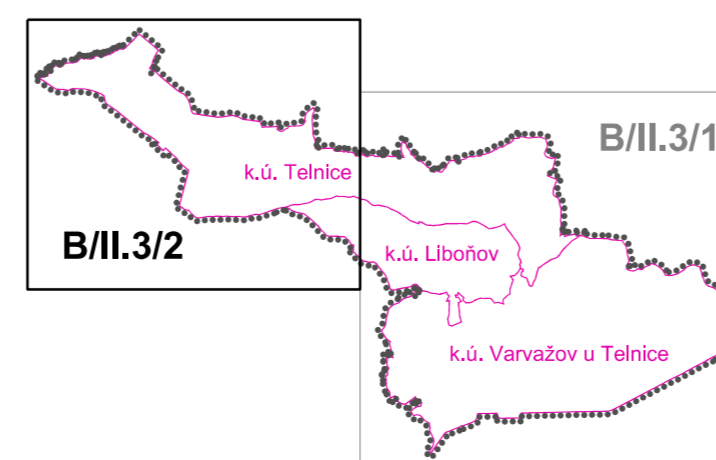 B/II.3/1
k.ú. Telnice
B/II.3/2
k.ú. Liboňov
k.ú. Varvažov u Telnice